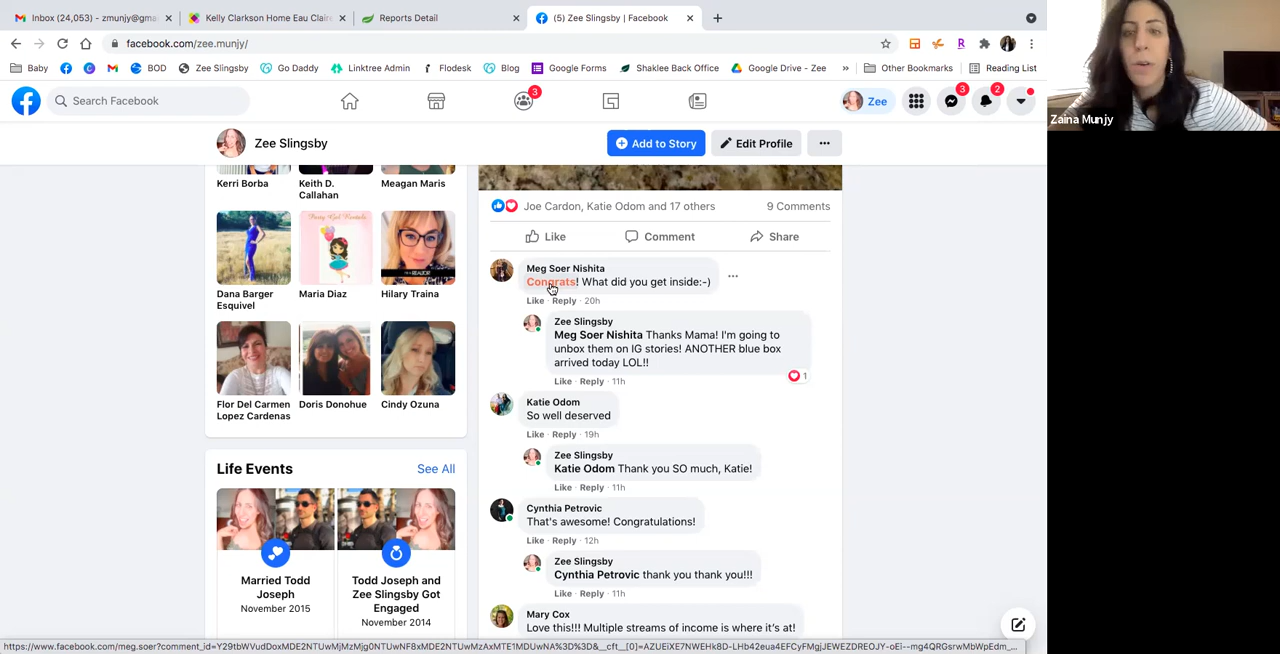 Inbox (24,053) - zmunjy@gma
Kelly Clarkson Home Eau Claire
Reports Detail
(5) Zee Slingsby | Facebook
facebook.com/zee.munjy/
Baby
BOD
Zee Slingsby
Go Daddy
Linktree Admin
Flodesk
Blog
Google Forms
Shaklee Back Office
Google Drive - Zee
»
Other Bookmarks
Reading List
Search Facebook
3
Zee
3
2
Zee Slingsby
Add to Story
Edit Profile
Zaina Munjy
Kerri Borba
Keith D.
Callahan
Meagan Maris
Party Girl Rentals
Dana Barger
Esquivel
Maria Diaz
Hilary Traina
Flor Del Carmen
Lopez Cardenas
Doris Donohue
Cindy Ozuna
Life Events
See All
Married Todd
Joseph
November 2015
Todd Joseph and
Zee Slingsby Got
Engaged
November 2014
Joe Cardon, Katie Odom and 17 others
9 Comments
Like
Comment
Share
Meg Soer Nishita
Congrats! What did you get inside:-)
Like · Reply · 20h
Zee Slingsby
Meg Soer Nishita Thanks Mama! I'm going to
unbox them on IG stories! ANOTHER blue box
arrived today LOL!!
1
Like · Reply · 11h
Katie Odom
So well deserved
Like · Reply · 19h
Zee Slingsby
Katie Odom Thank you SO much, Katie!
Like · Reply · 11h
Cynthia Petrovic
That's awesome! Congratulations!
Like · Reply · 12h
Zee Slingsby
Cynthia Petrovic thank you thank you!!!
Like · Reply · 11h
Mary Cox
Love this!!! Multiple streams of income is where it's at!